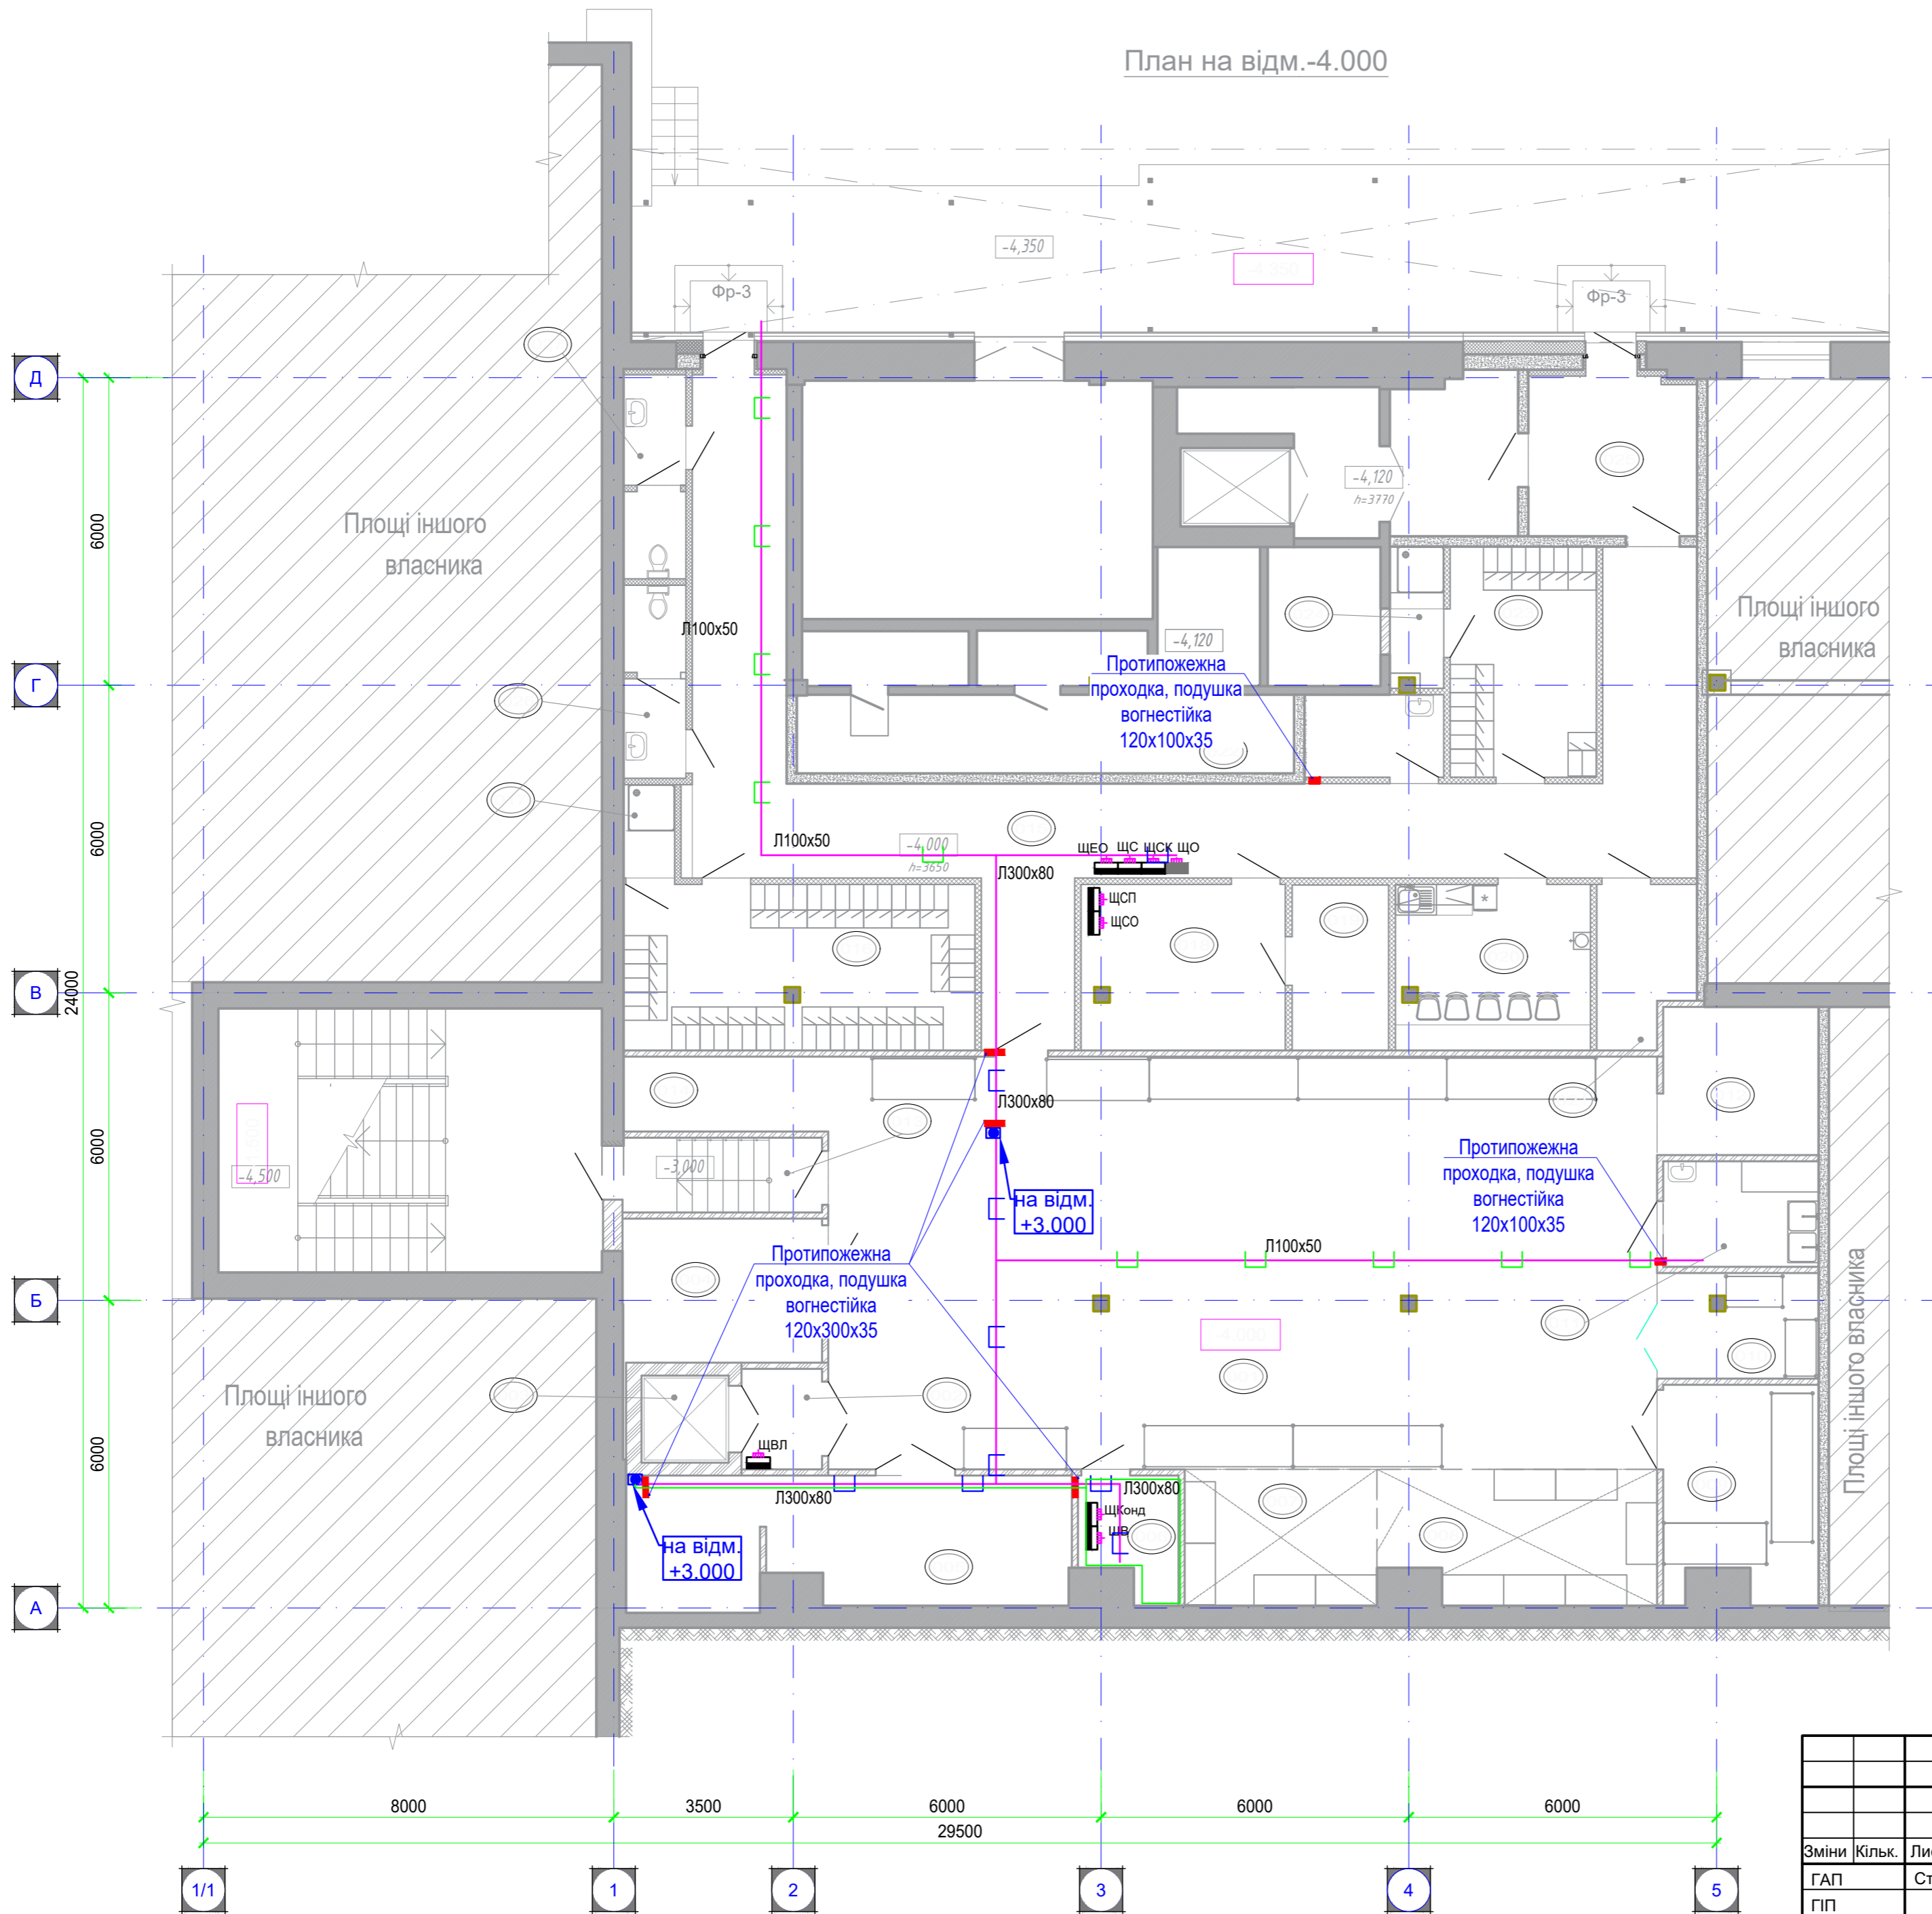 План на відм.-4.000
-4,350
-4.350
Фр-3
Фр-3
Д
Площі іншого
власника
6000
-4,120
h=3770
Площі іншого
власника
Л100х50
-4,120
Протипожежна
проходка, подушка
вогнестійка
120х100х35
Г
6000
Л100х50
-4,000
h=3650
Л300х80
ЩЕО
ЩС
ЩСК
ЩО
ЩСП
ЩСО
*
В
24000
Л300х80
-4,500
-3,000
6000
на відм.
+3.000
Протипожежна
проходка, подушка
вогнестійка
120х100х35
Л100х50
Протипожежна
проходка, подушка
вогнестійка
120х300х35
Б
-4.000
Площі іншого власника
Площі іншого
власника
6000
ЩВЛ
Л300х80
Л300х80
ЩКонд
ЩВ
на відм.
+3.000
А
8000
3500
6000
6000
6000
29500
Зміни
Кільк.
ГАП
ГІП
1/1
1
2
3
4
5